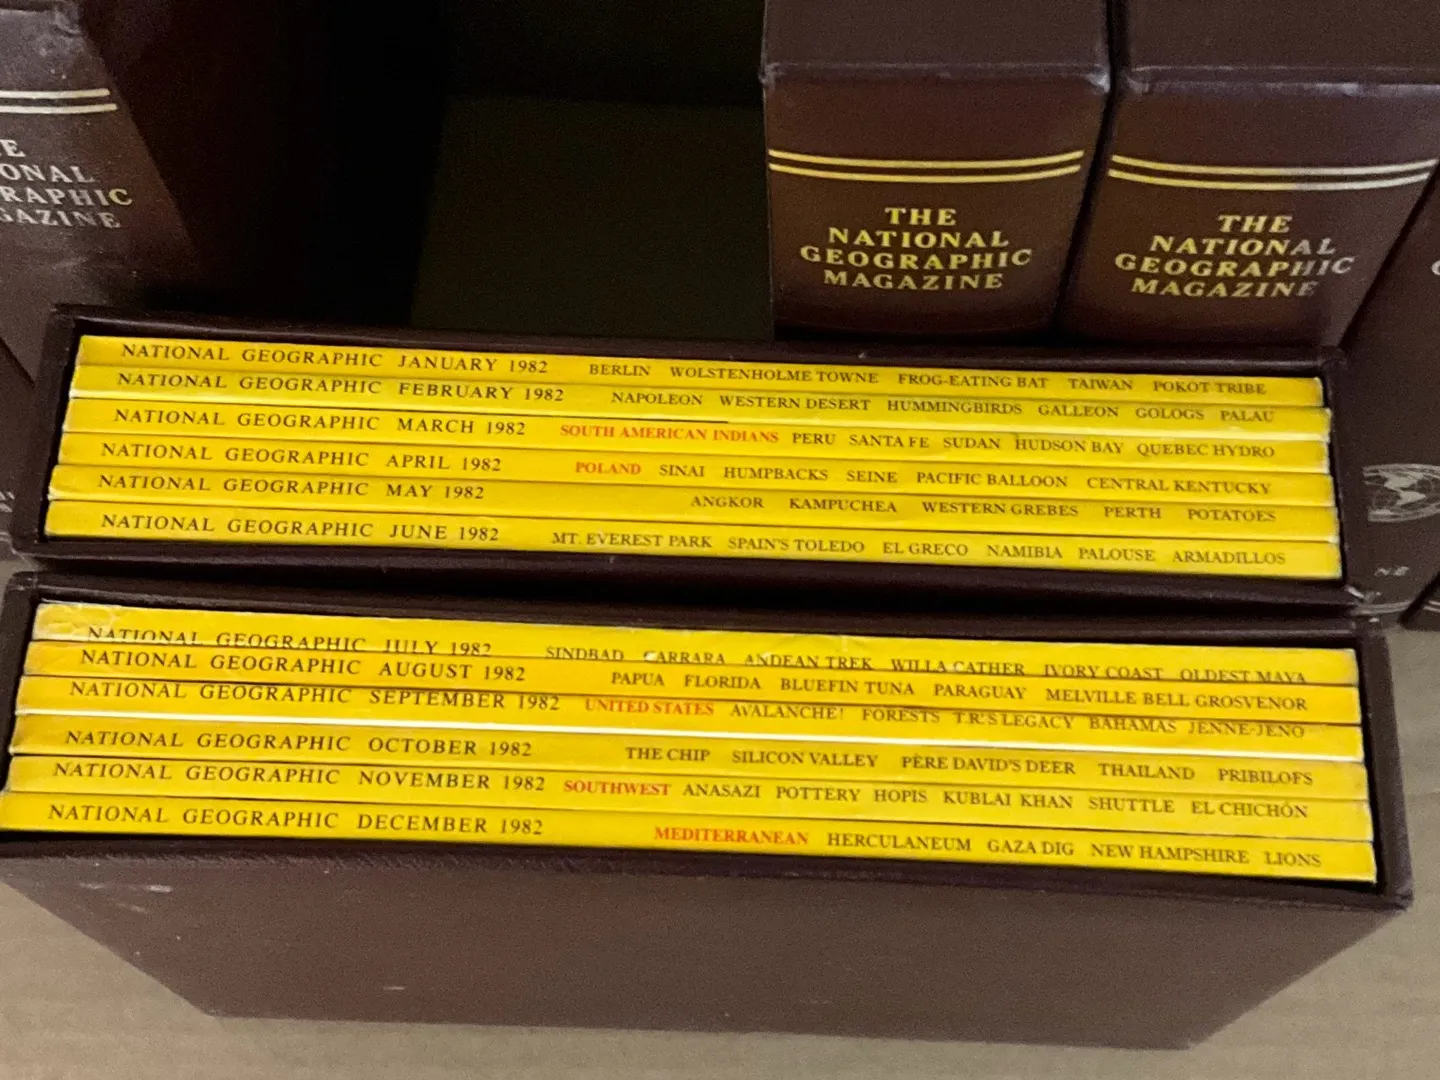 ONAL
RAPHIC
GAZINE
THE
NATIONAL
GEOGRAPHIC
MAGAZINE
THE
NATIONAL
GEOGRAPHIC
MAGAZINE
NATIONAL GEOGRAPHIC JANUARY 1982 BERLIN WOLSTENHOLME TOWNE FROG-EATING BAT TAIWAN POKOT TRIBE
NATIONAL GEOGRAPHIC FEBRUARY 1982 NAPOLEON WESTERN DESERT HUMMINGBIRDS GALLEON GOLOGS PALAU
NATIONAL GEOGRAPHIC MARCH 1982 SOUTH AMERICAN INDIANS PERU SANTA FE SUDAN HUDSON BAY QUEBEC HYDRO
NATIONAL GEOGRAPHIC APRIL 1982 POLAND SINAI HUMPBACKS SEINE PACIFIC BALLOON CENTRAL KENTUCKY
NATIONAL GEOGRAPHIC MAY 1982 ANGKOR KAMPUCHEA WESTERN GREBES PERTH POTATOES
NATIONAL GEOGRAPHIC JUNE 1982 MT. EVEREST PARK SPAIN'S TOLEDO EL GRECO NAMIBIA PALOUSE ARMADILLOS
NATIONAL GEOGRAPHIC JULY 1982 SINDBAD CARRARA ANDEAN TREK WILLA CATHER IVORY COAST OLDEST MAYA
NATIONAL GEOGRAPHIC AUGUST 1982 PAPUA FLORIDA BLUEFIN TUNA PARAGUAY MELVILLE BELL GROSVENOR
NATIONAL GEOGRAPHIC SEPTEMBER 1982 UNITED STATES AVALANCHE! FORESTS T.R.'S LEGACY BAHAMAS JENNE-JENO
NATIONAL GEOGRAPHIC OCTOBER 1982 THE CHIP SILICON VALLEY PÈRE DAVID'S DEER THAILAND PRIBILOFS
NATIONAL GEOGRAPHIC NOVEMBER 1982 SOUTHWEST ANASAZI POTTERY HOPIS KUBLAI KHAN SHUTTLE EL CHICHÓN
NATIONAL GEOGRAPHIC DECEMBER 1982 MEDITERRANEAN HERCULANEUM GAZA DIG NEW HAMPSHIRE LIONS